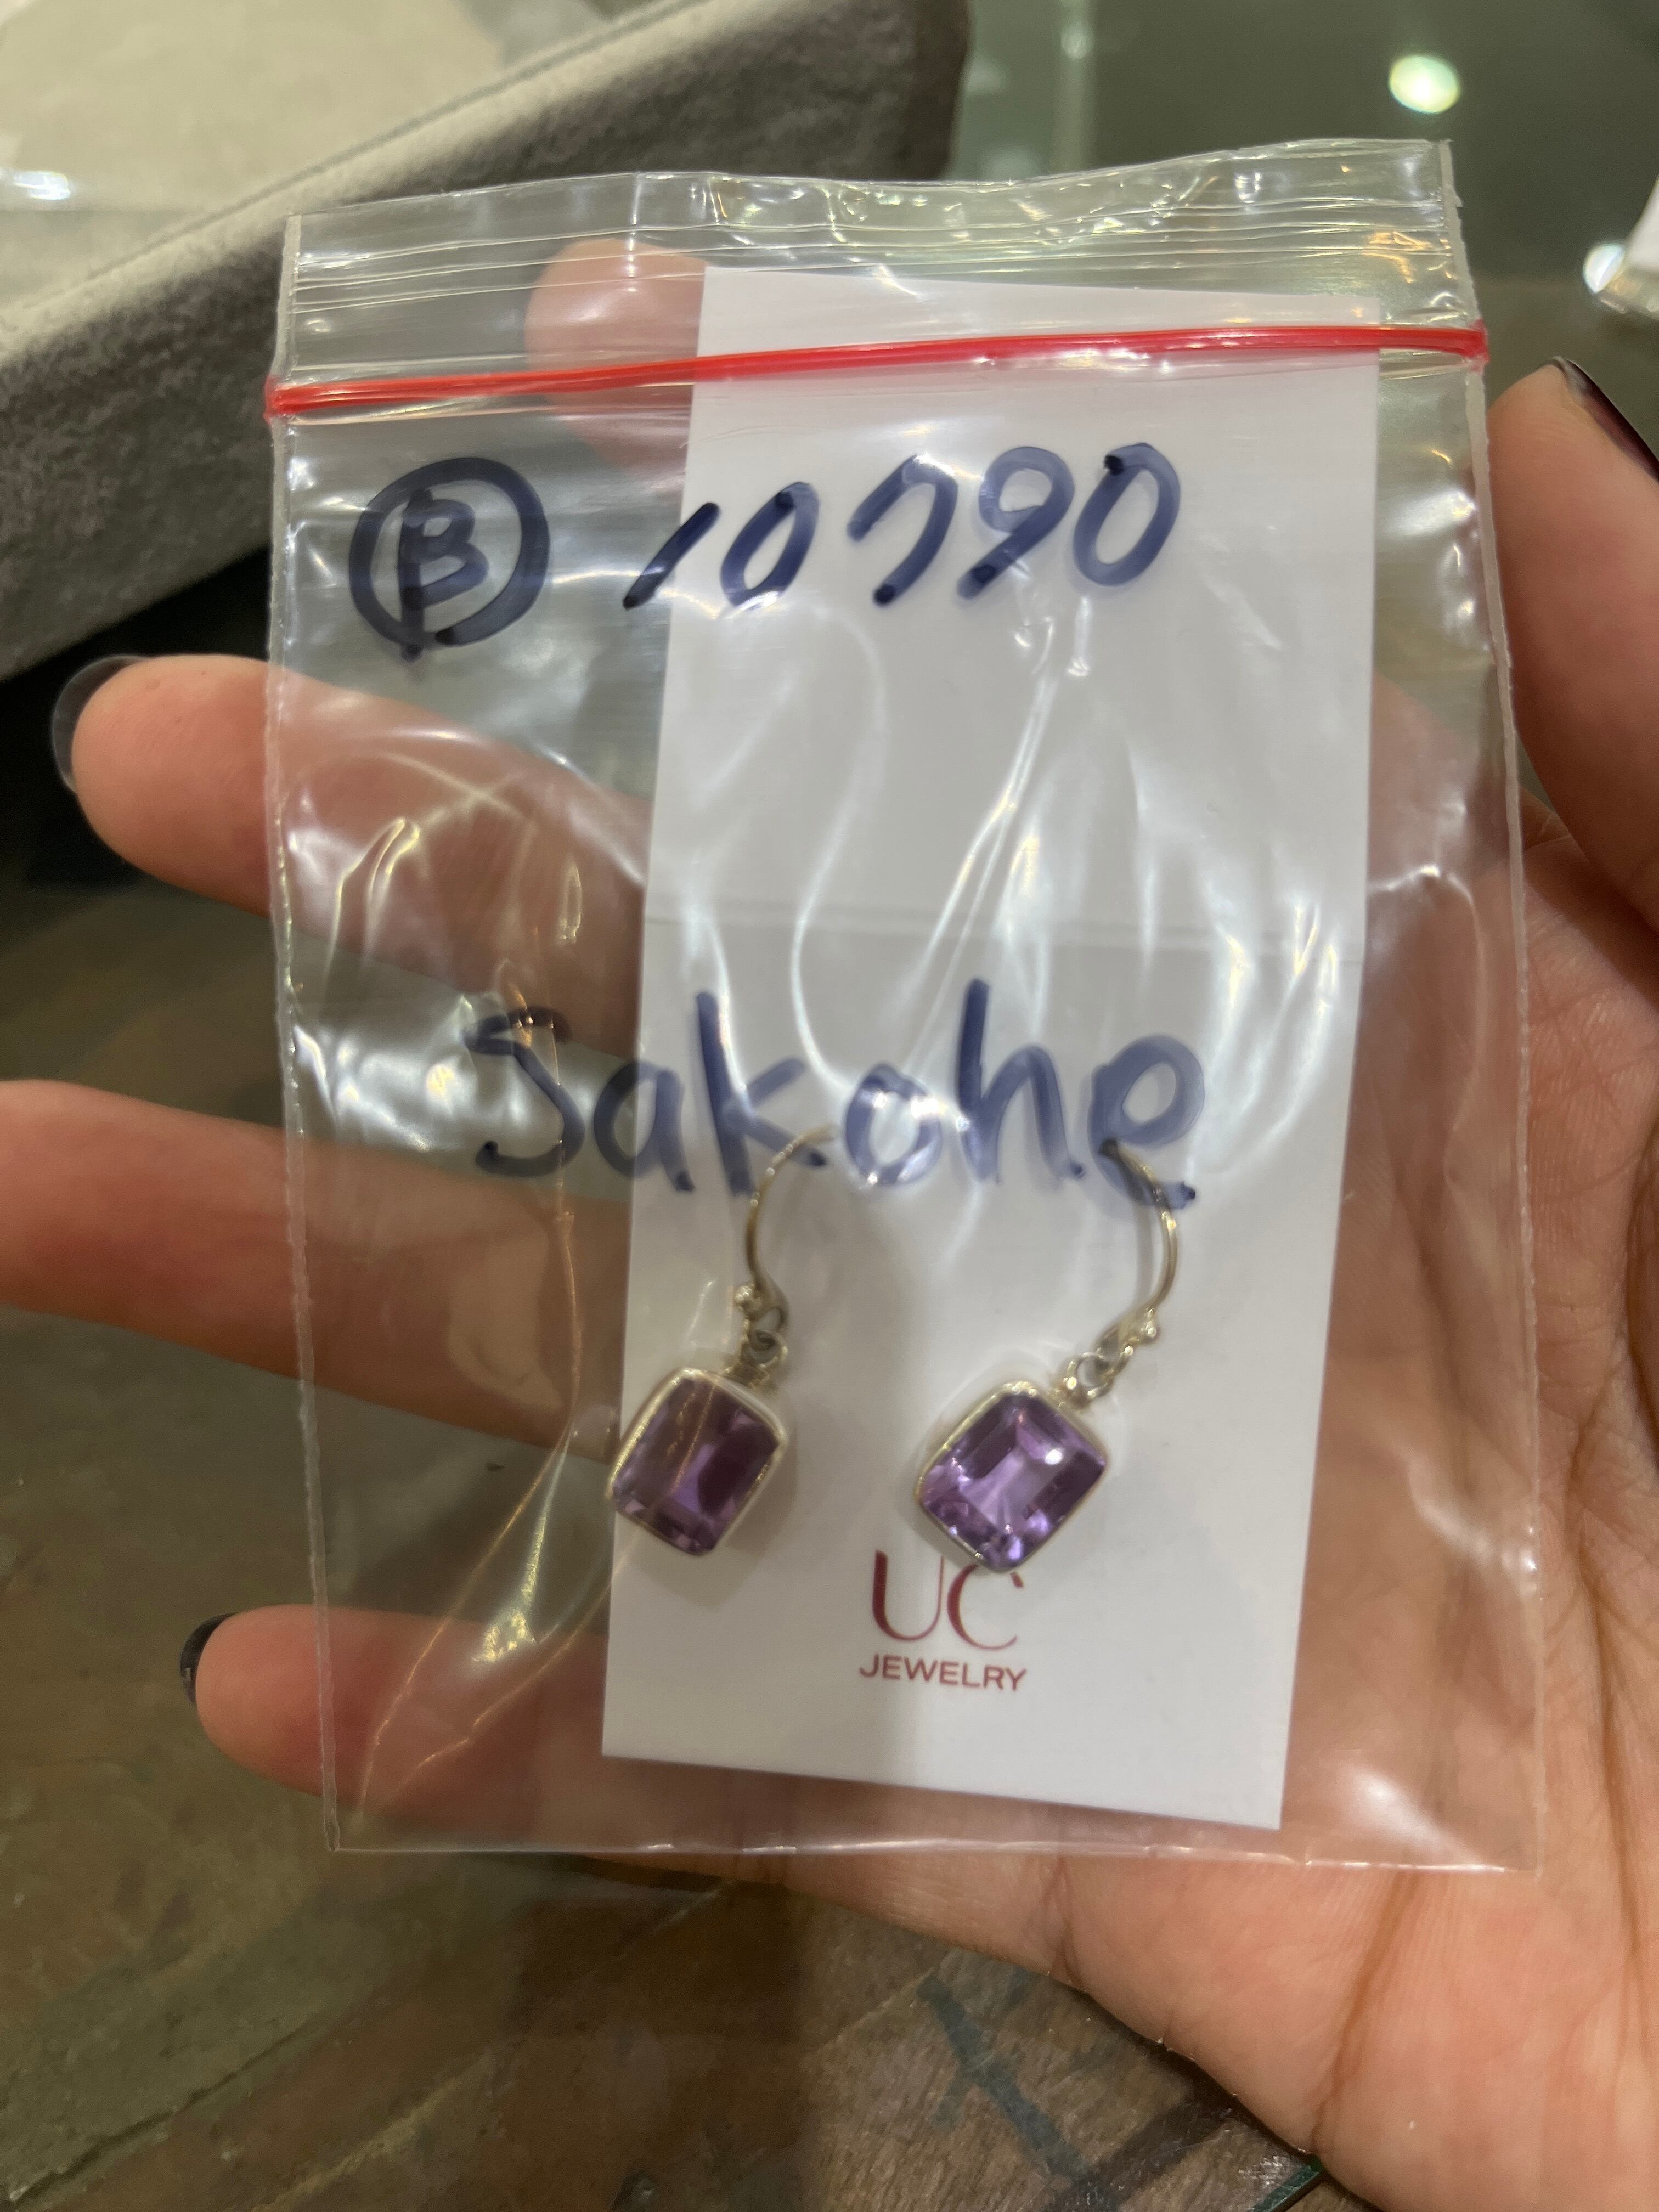 Ⓑ 10790
Sakohe
UC
JEWELRY